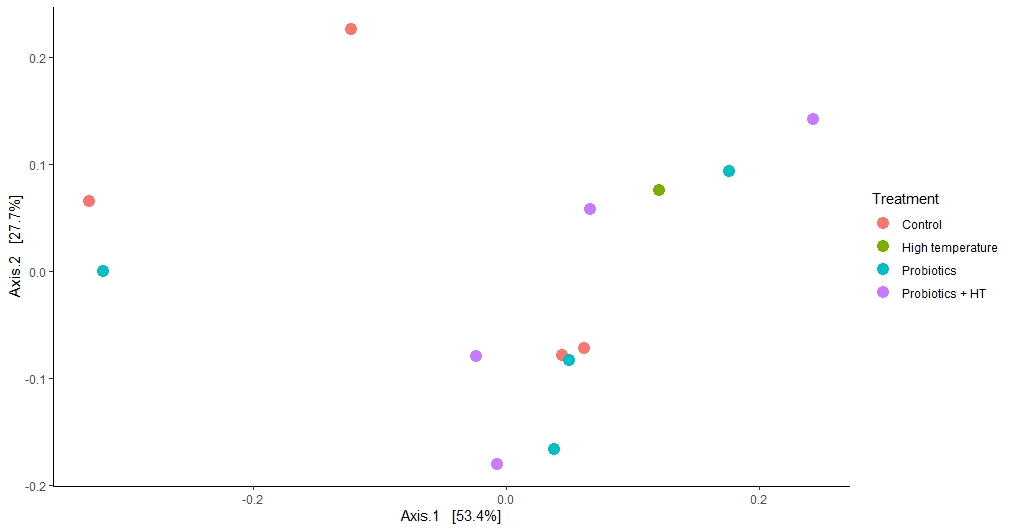 0.2
0.1
0.0
-0.1
-0.2
Axis.2 [27.7%]
-0.2
0.0
0.2
Axis.1 [53.4%]
Treatment
Control
High temperature
Probiotics
Probiotics + HT